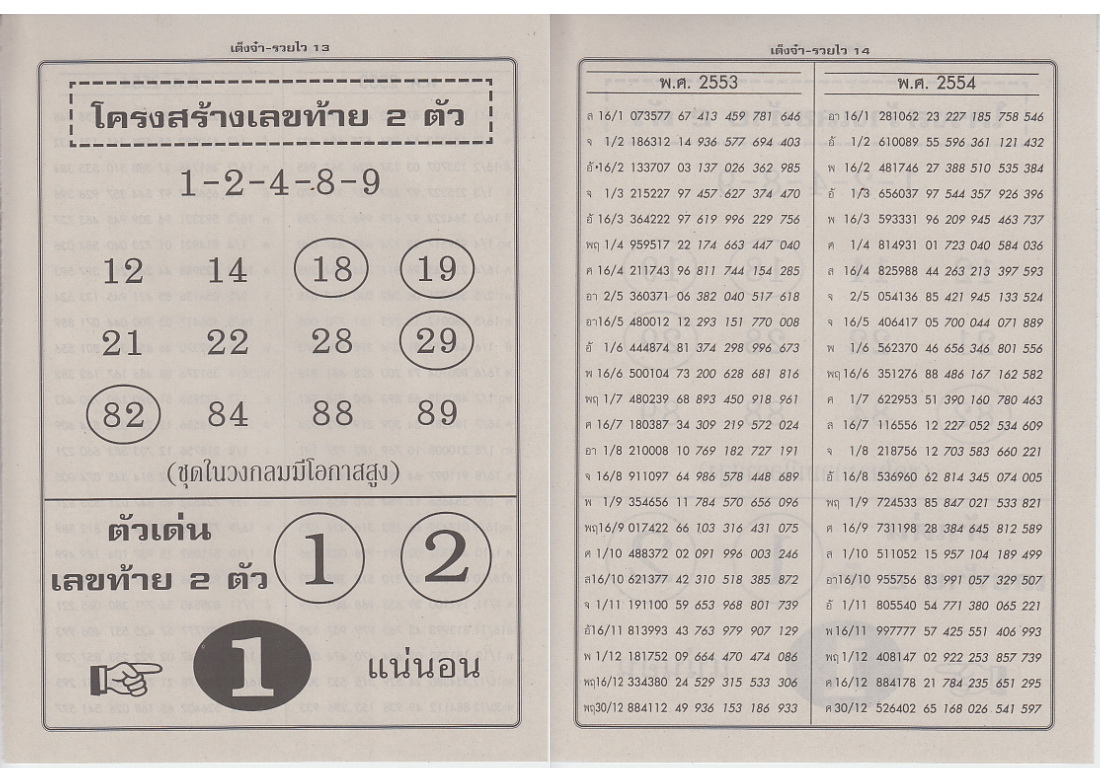 เต็งจ๋า-รวยไว 13
โครงสร้างเลขท้าย 2 ตัว
1-2-4-8-9
12 14 18 19
21 22 28 29
82 84 88 89
(ชุดในวงกลมมีโอกาสสูง)
ตัวเด่น
เลขท้าย 2 ตัว 1 2
1 แน่นอน
เต็งจ๋า-รวยไว 14
พ.ศ. 2553
ส 16/1 073577 67 413 459 781 646
จ 1/2 186312 14 936 577 694 403
อ 16/2 133707 03 137 026 362 985
จ 1/3 215227 97 457 627 374 470
อ 16/3 364222 97 619 996 229 756
พฤ 1/4 959517 22 174 663 447 040
ศ 16/4 211743 96 811 744 154 285
อา 2/5 360371 06 382 040 517 618
อา16/5 480012 12 293 151 770 008
อ 1/6 444874 81 374 298 996 673
พ 16/6 500104 73 200 628 681 816
พฤ 1/7 480239 68 893 450 918 961
ศ 16/7 180387 34 309 219 572 024
อา 1/8 210008 10 769 182 727 191
จ 16/8 911097 64 986 578 448 689
พ 1/9 354656 11 784 570 656 096
พฤ16/9 017422 66 103 316 431 075
ศ 1/10 488372 02 091 996 003 246
ส16/10 621377 42 310 518 385 872
จ 1/11 191100 59 653 968 801 739
อ16/11 813993 43 763 979 907 129
พ 1/12 181752 09 664 470 474 086
พฤ16/12 334380 24 529 315 533 306
พฤ30/12 884112 49 936 153 186 933
พ.ศ. 2554
อา 16/1 281062 23 227 185 758 546
อ 1/2 610089 55 596 361 121 432
พ 16/2 481746 27 388 510 535 384
อ 1/3 656037 97 544 357 926 396
พ 16/3 593331 96 209 945 463 737
ศ 1/4 814931 01 723 040 584 036
ส 16/4 825988 44 263 213 397 593
จ 2/5 054136 85 421 945 133 524
จ 16/5 406417 05 700 044 071 889
พ 1/6 562370 46 656 346 801 556
พฤ 16/6 351276 88 486 167 162 582
ศ 1/7 622953 51 390 160 780 463
ส 16/7 116556 12 227 052 534 609
จ 1/8 218756 12 703 583 660 221
อ 16/8 536960 62 814 345 074 005
พฤ 1/9 724533 85 847 021 533 821
ศ 16/9 731198 28 384 645 812 589
ส 1/10 511052 15 957 104 189 499
อา16/10 955756 83 991 057 329 507
อ 1/11 805540 54 771 380 065 221
พ16/11 997777 57 425 551 406 993
พฤ 1/12 408147 02 922 253 857 739
ศ 16/12 884178 21 784 235 651 295
ศ 30/12 526402 65 168 026 541 597